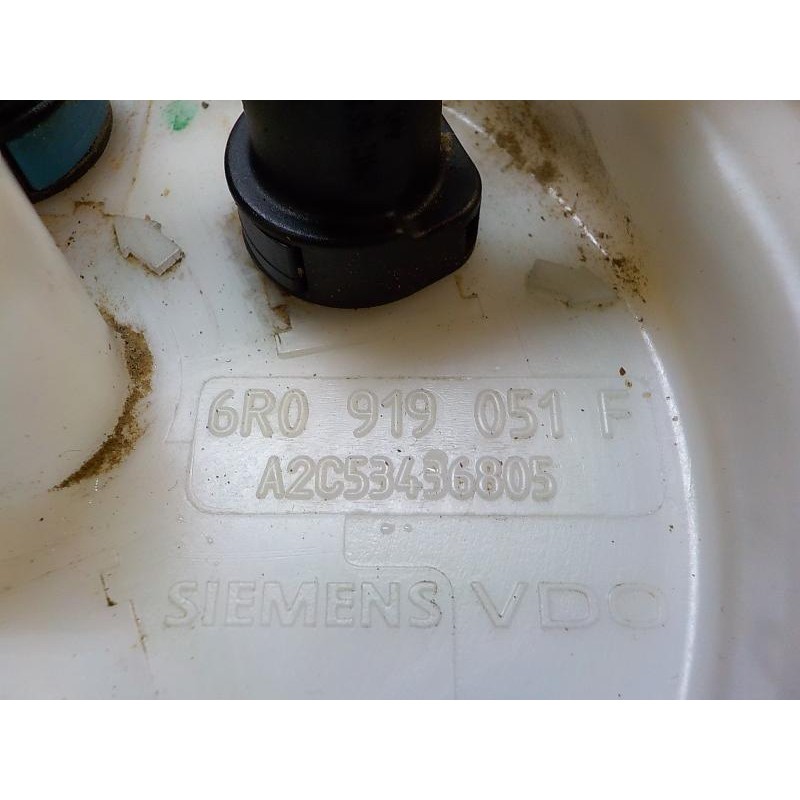 6R0 919 051 F
A2C53436805
SIEMENS VDO